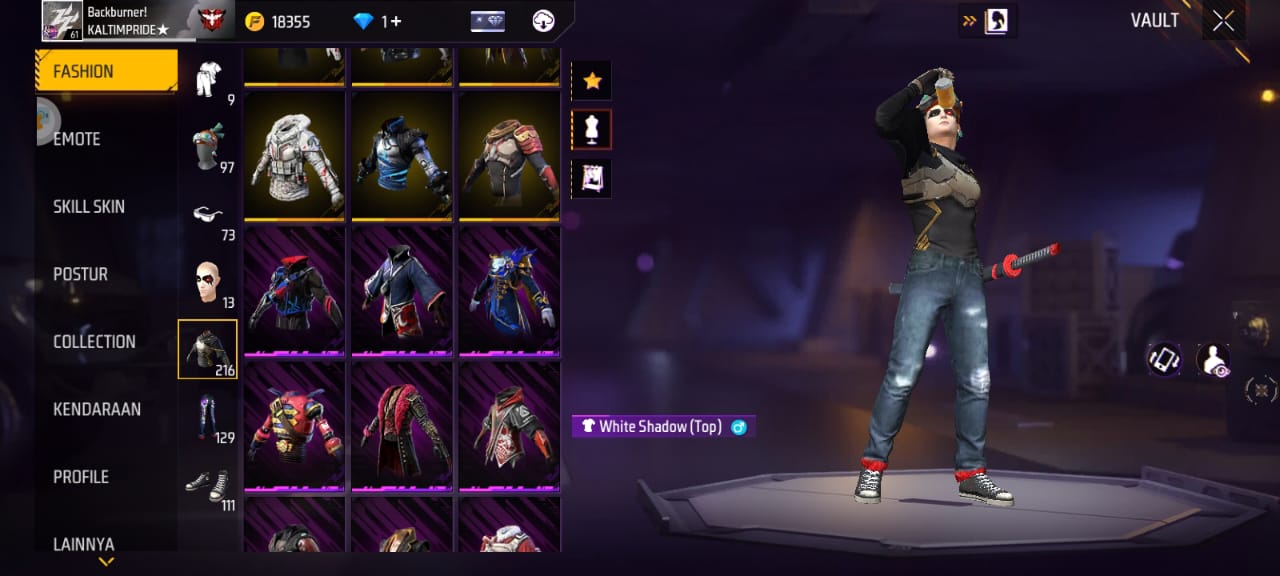 Backburner!
KALTIMPRIDE★
61
18355
1+
VAULT
FASHION
EMOTE
SKILL SKIN
POSTUR
COLLECTION
KENDARAAN
PROFILE
LAINNYA
9
97
73
13
216
129
111
White Shadow (Top)